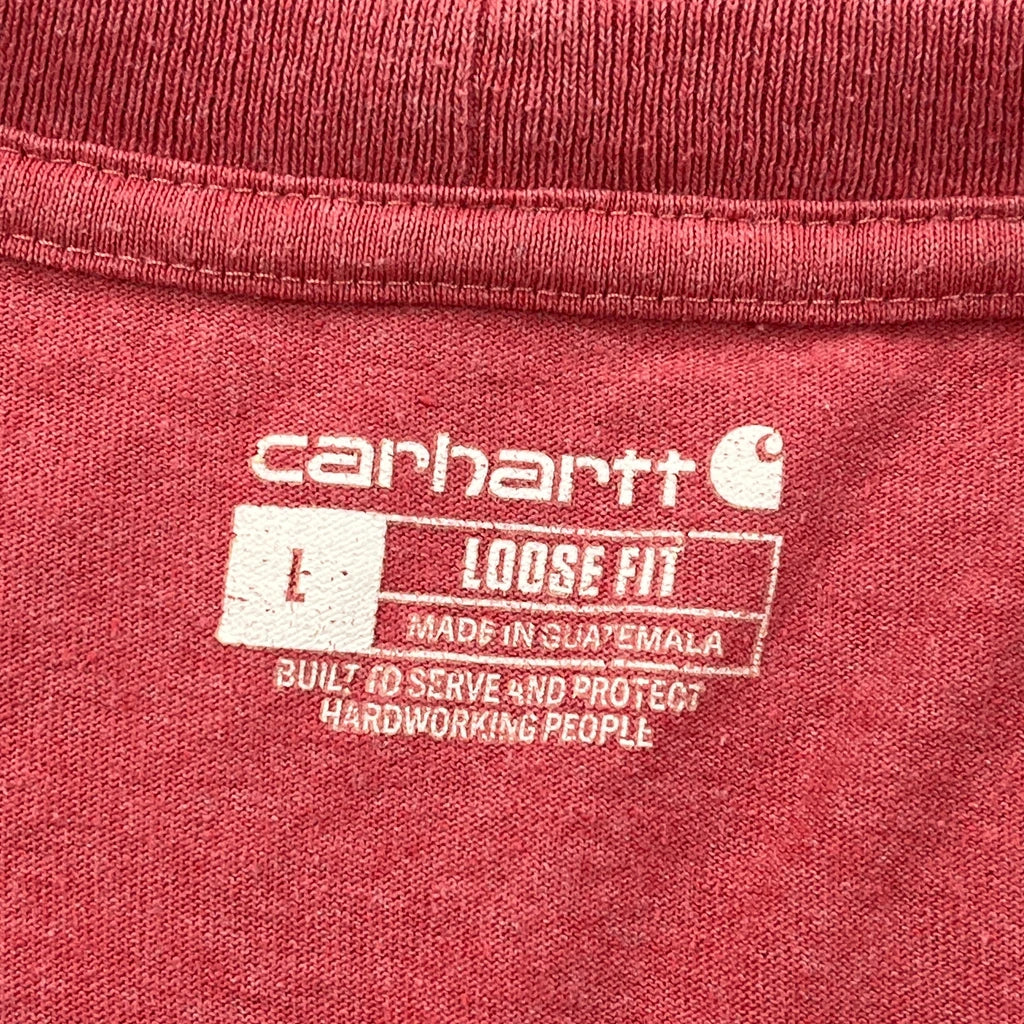 carhartt
L
LOOSE FIT
MADE IN GUATEMALA
BUILT TO SERVE AND PROTECT
HARDWORKING PEOPLE